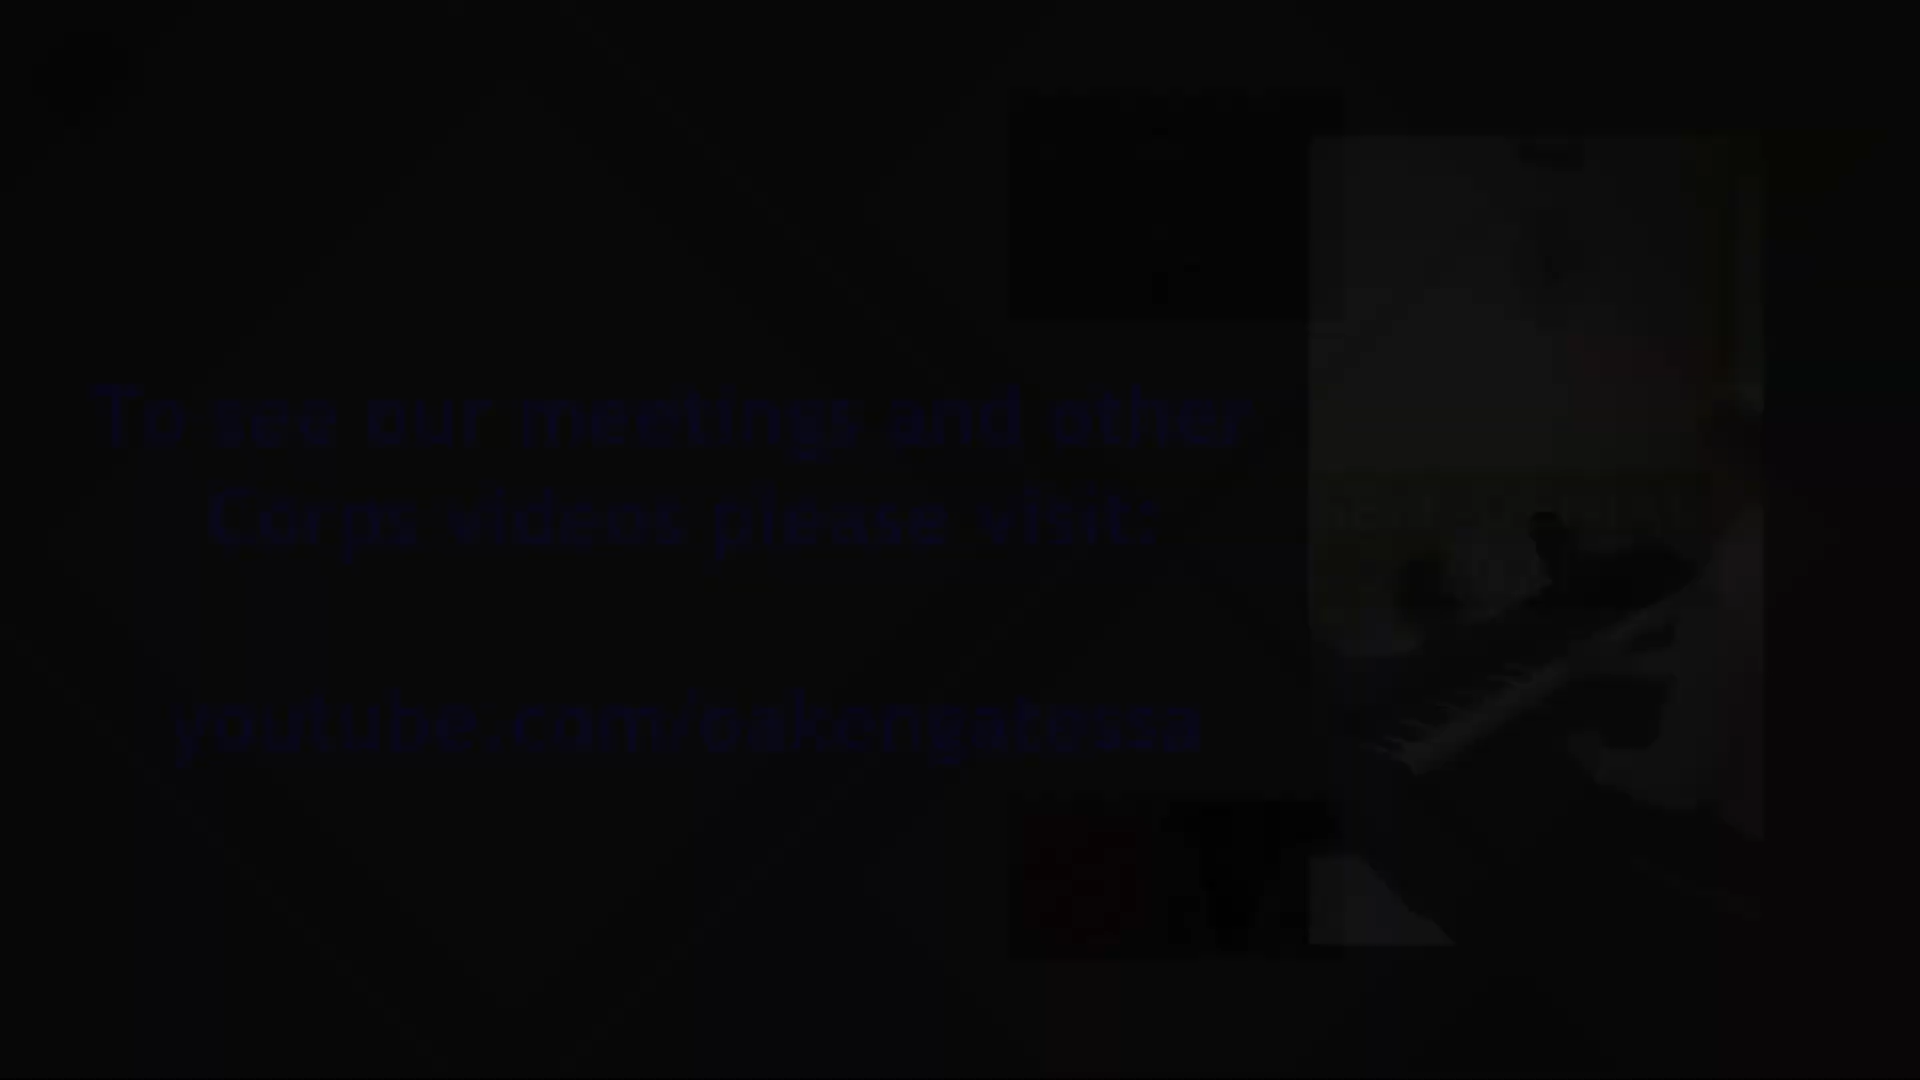 To see our meetings and other
Corps videos please visit:
youtube.com/oakengatessa